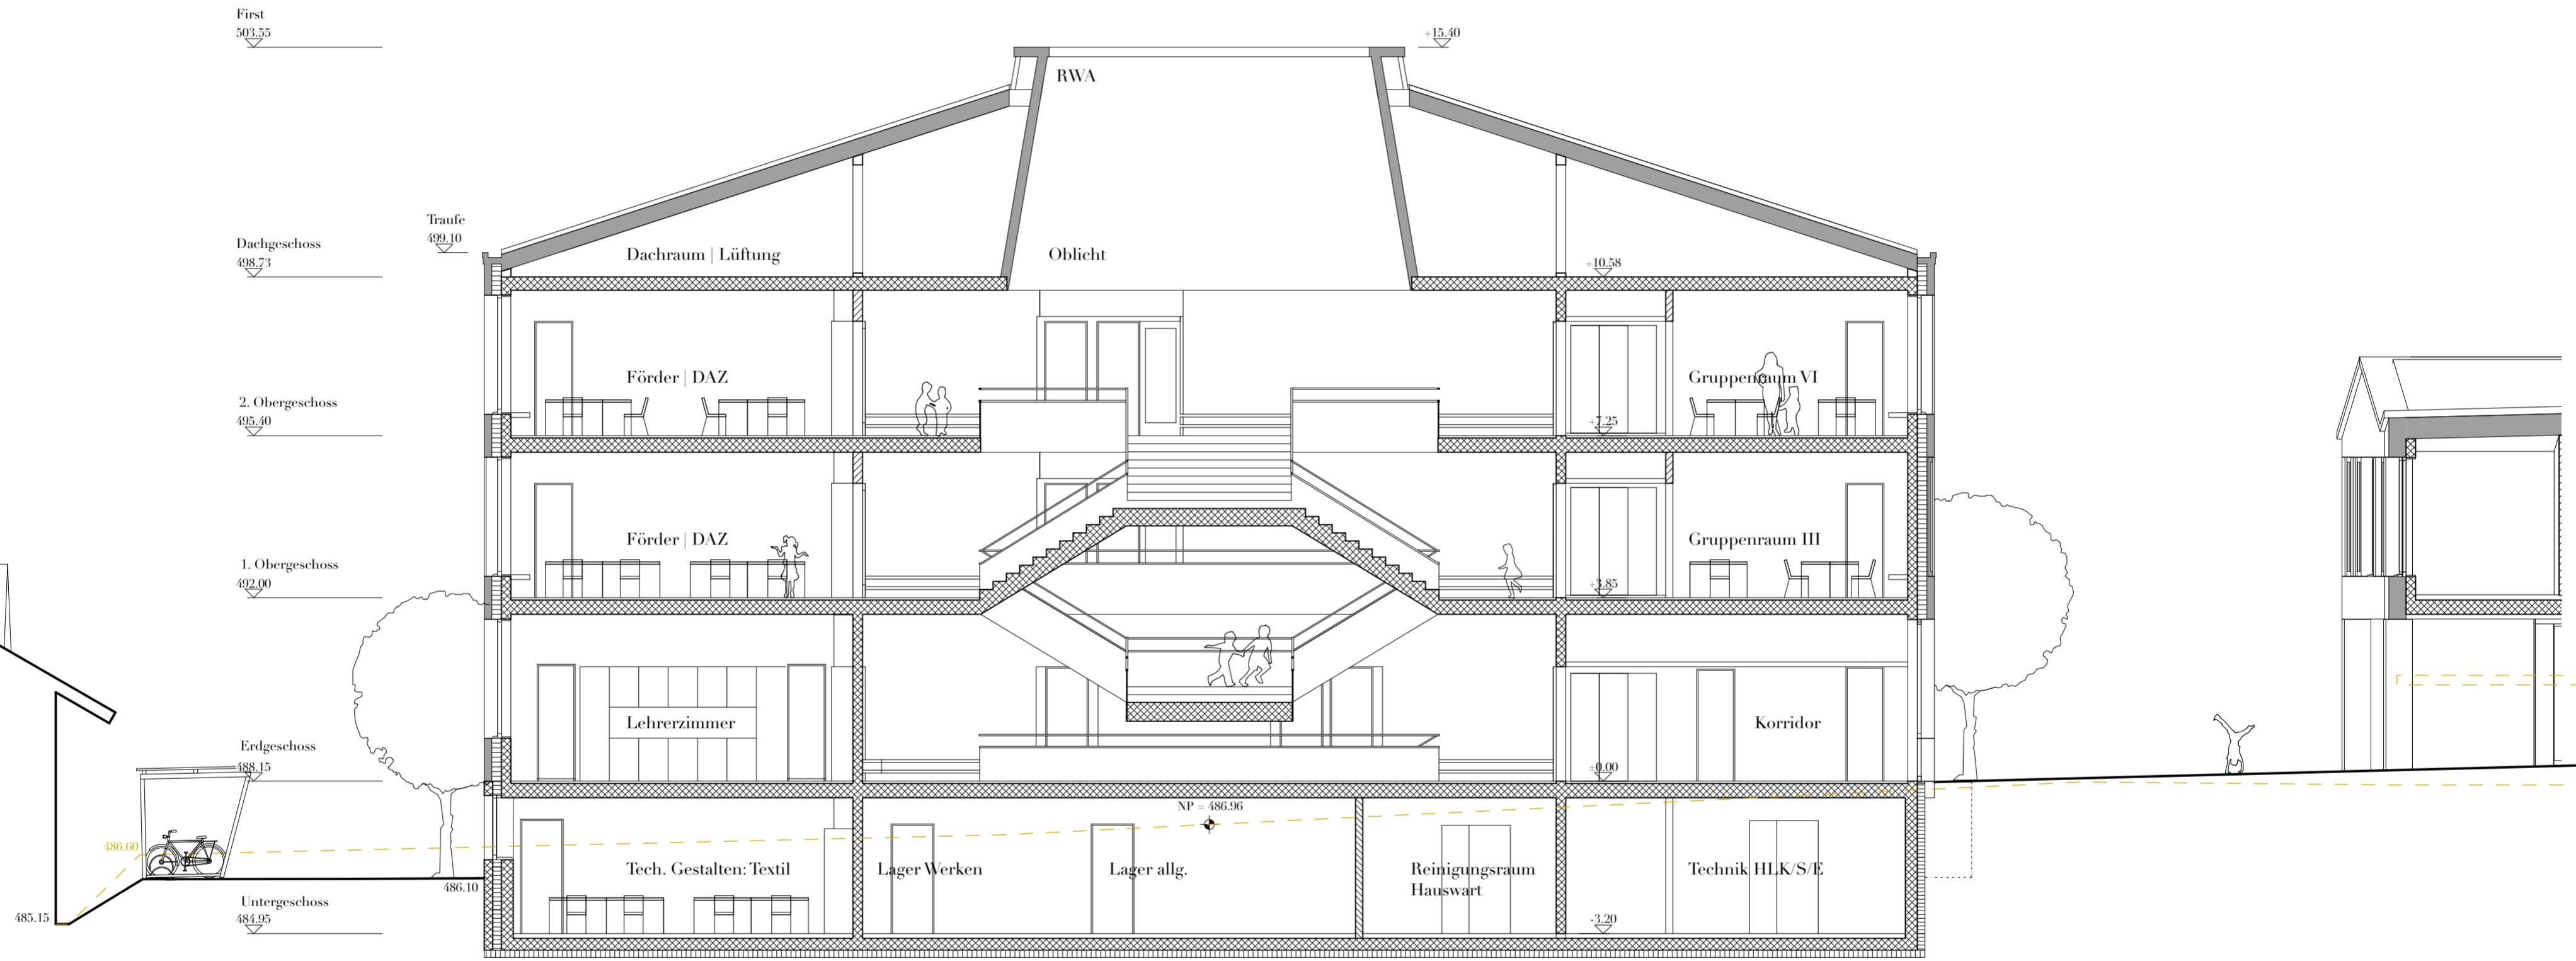 First
503.55
+15.40
RWA
Traufe
499.10
Dachgeschoss
498.73
Dachraum | Lüftung
Oblicht
+10.58
Förder | DAZ
Gruppenraum VI
2. Obergeschoss
495.40
+7.25
Förder | DAZ
Gruppenraum III
1. Obergeschoss
492.00
+3.85
Lehrerzimmer
Korridor
Erdgeschoss
488.15
±0.00
NP = 486.96
486.60
Tech. Gestalten: Textil
Lager Werken
Lager allg.
Reinigungsraum
Hauswart
Technik HLK/S/E
486.10
Untergeschoss
484.95
485.15
-3.20